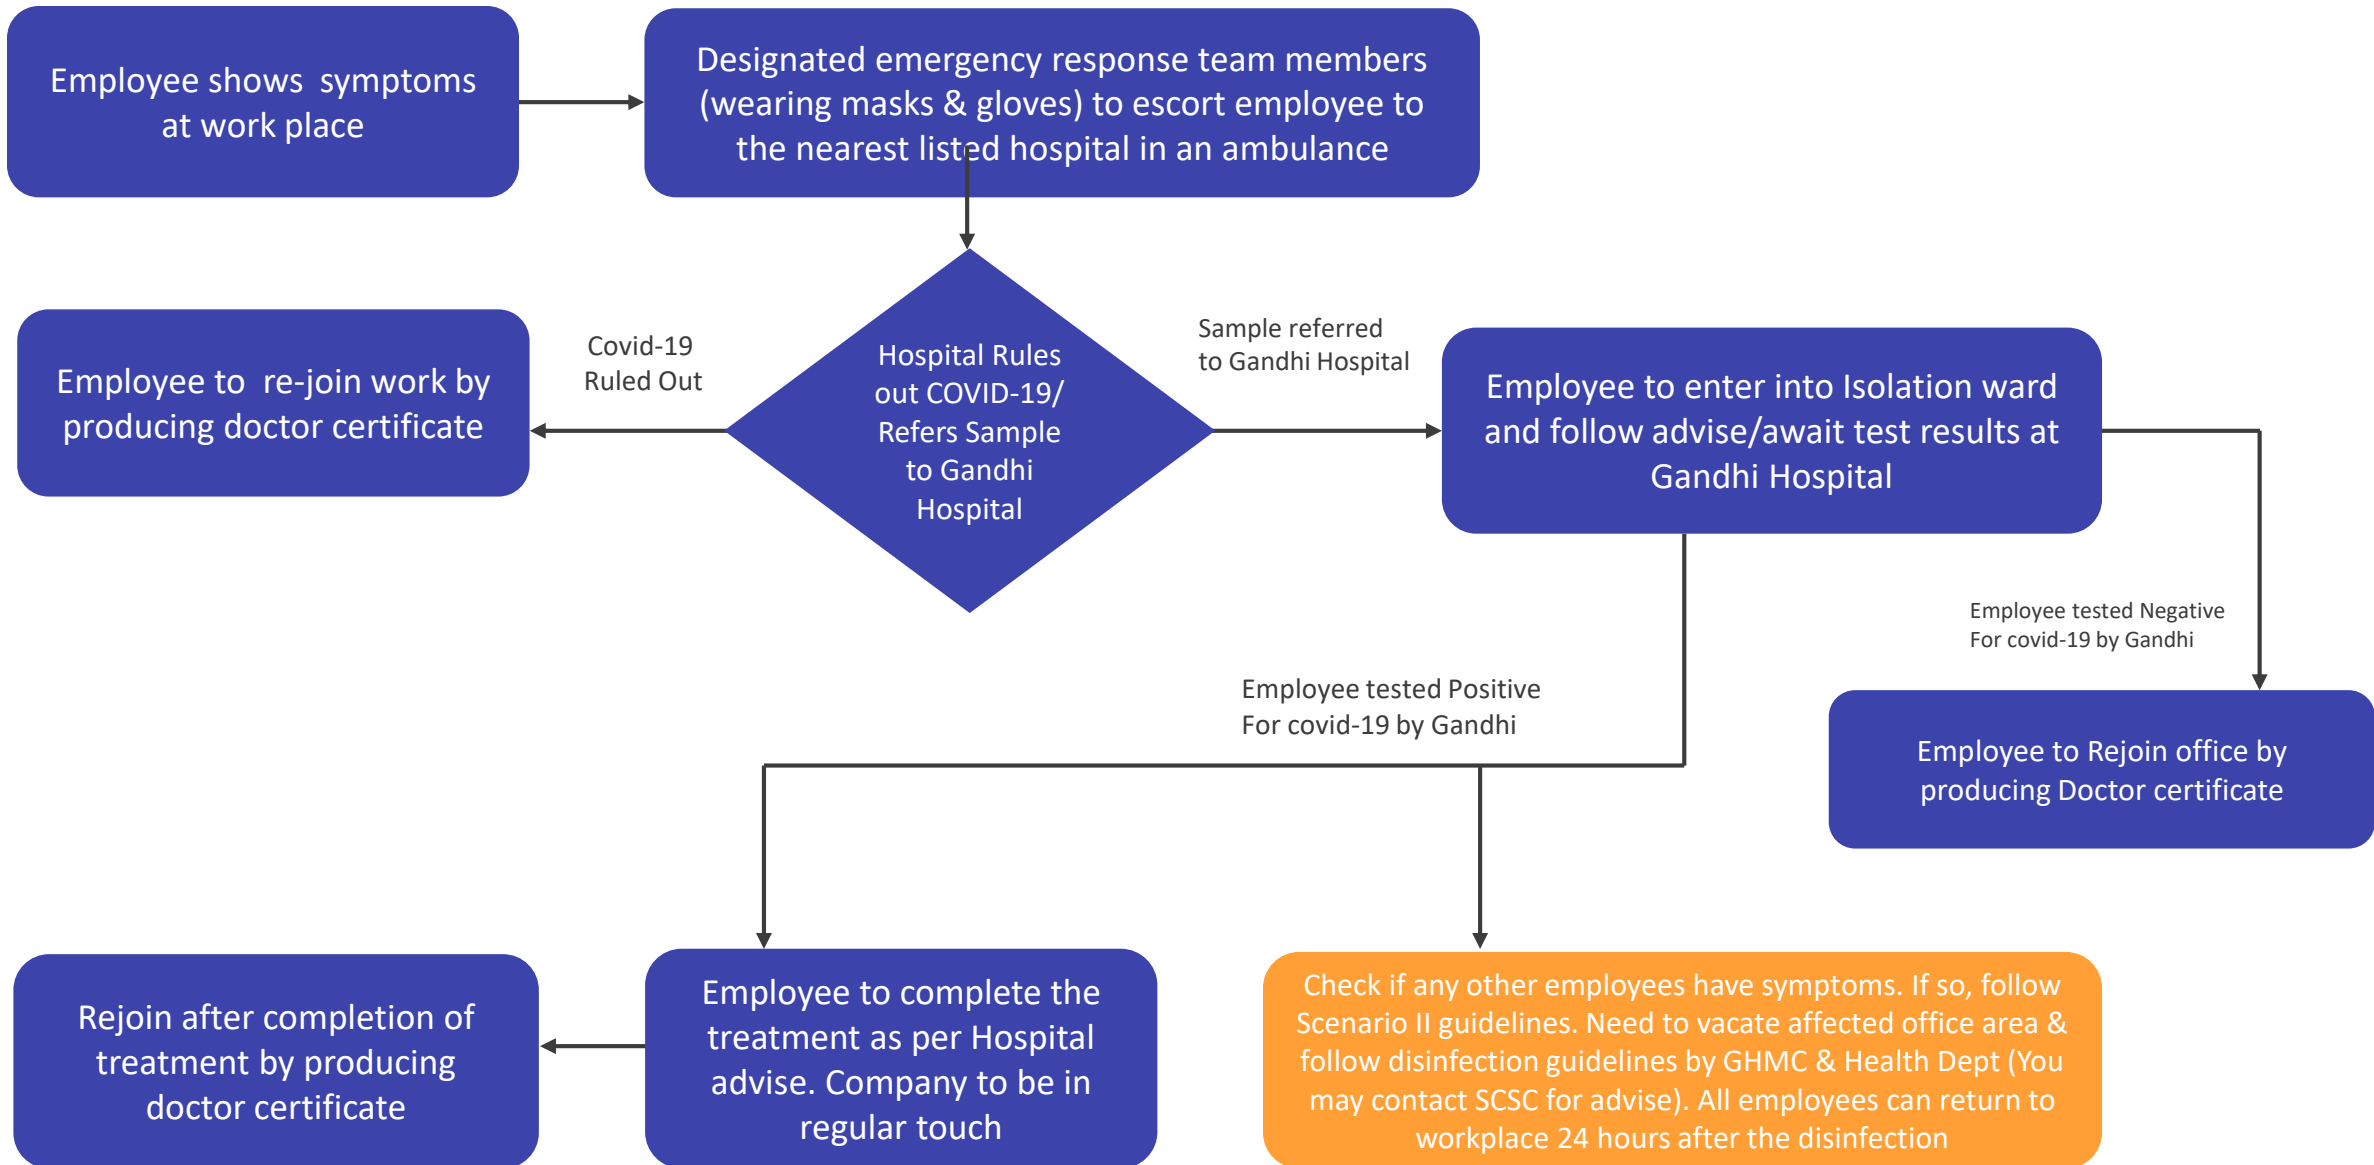 Employee shows symptoms
at work place
Designated emergency response team members
(wearing masks & gloves) to escort employee to
the nearest listed hospital in an ambulance
Employee to re-join work by
producing doctor certificate
Covid-19
Ruled Out
Hospital Rules
out COVID-19/
Refers Sample
to Gandhi
Hospital
Sample referred
to Gandhi Hospital
Employee to enter into Isolation ward
and follow advise/await test results at
Gandhi Hospital
Employee tested Negative
For covid-19 by Gandhi
Employee tested Positive
For covid-19 by Gandhi
Employee to Rejoin office by
producing Doctor certificate
Rejoin after completion of
treatment by producing
doctor certificate
Employee to complete the
treatment as per Hospital
advise. Company to be in
regular touch
Check if any other employees have symptoms. If so, follow
Scenario II guidelines. Need to vacate affected office area &
follow disinfection guidelines by GHMC & Health Dept (You
may contact SCSC for advise). All employees can return to
workplace 24 hours after the disinfection